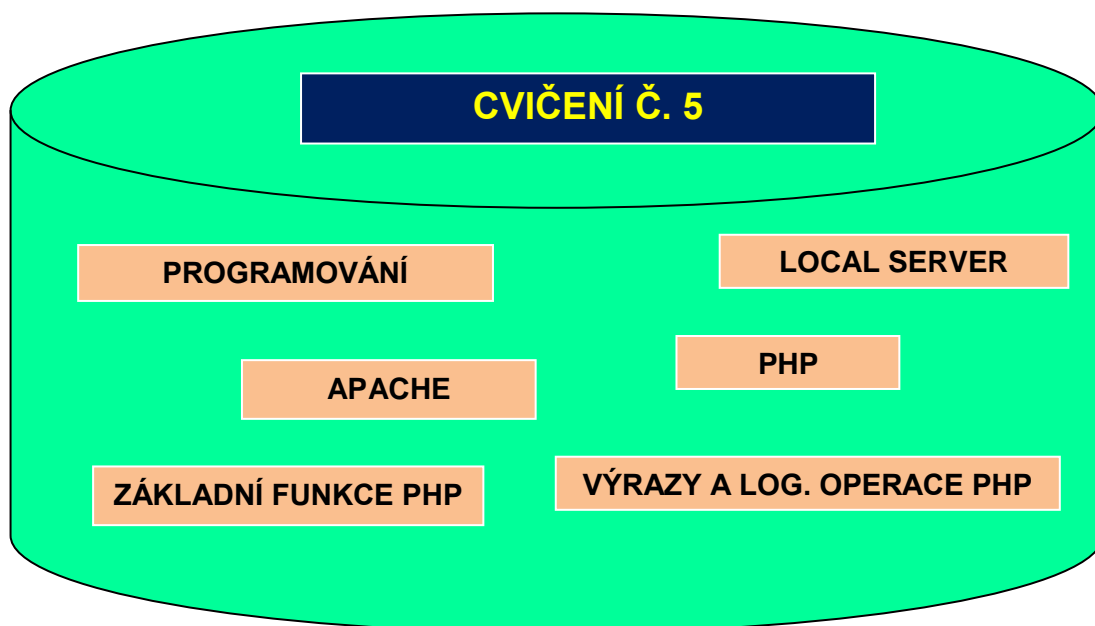 CVIČENÍ Č. 5
PROGRAMOVÁNÍ
LOCAL SERVER
APACHE
PHP
ZÁKLADNÍ FUNKCE PHP
VÝRAZY A LOG. OPERACE PHP